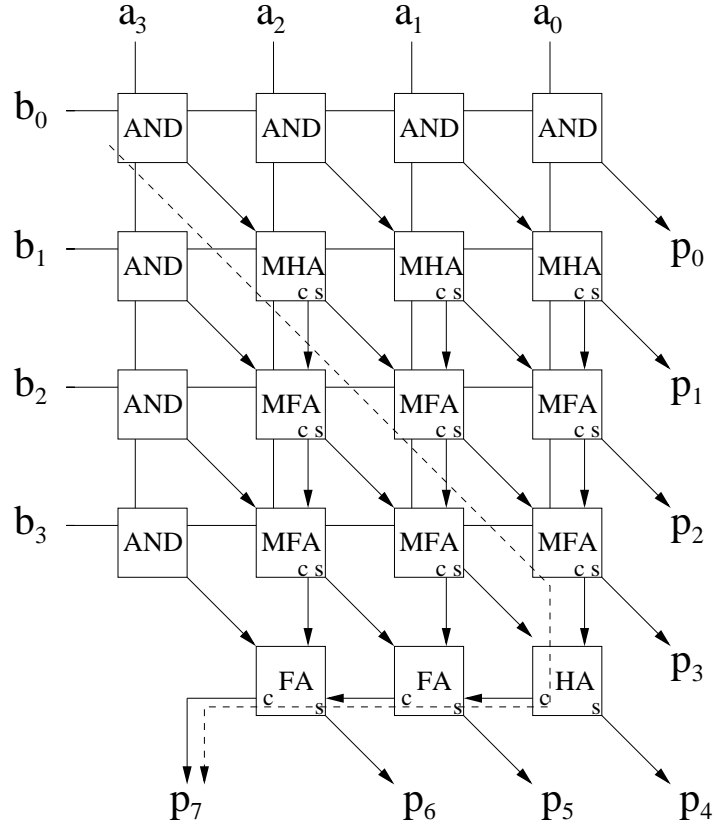 a3 a2 a1 a0
b0 AND AND AND AND
b1 AND MHA MHA MHA p0
c s c s c s
b2 AND MFA MFA MFA p1
c s c s c s
b3 AND MFA MFA MFA p2
c s c s c s
FA FA HA p3
c s c s c s
p7 p6 p5 p4